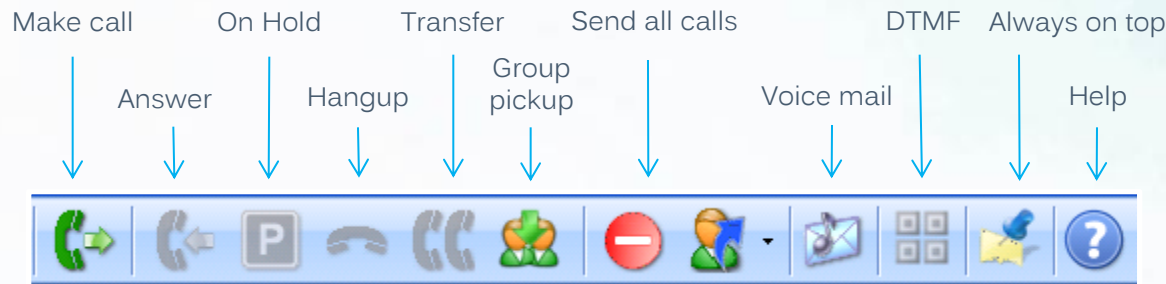 Make call
On Hold
Transfer
Send all calls
DTMF
Always on top
Answer
Hangup
Group
pickup
Voice mail
Help
P
?